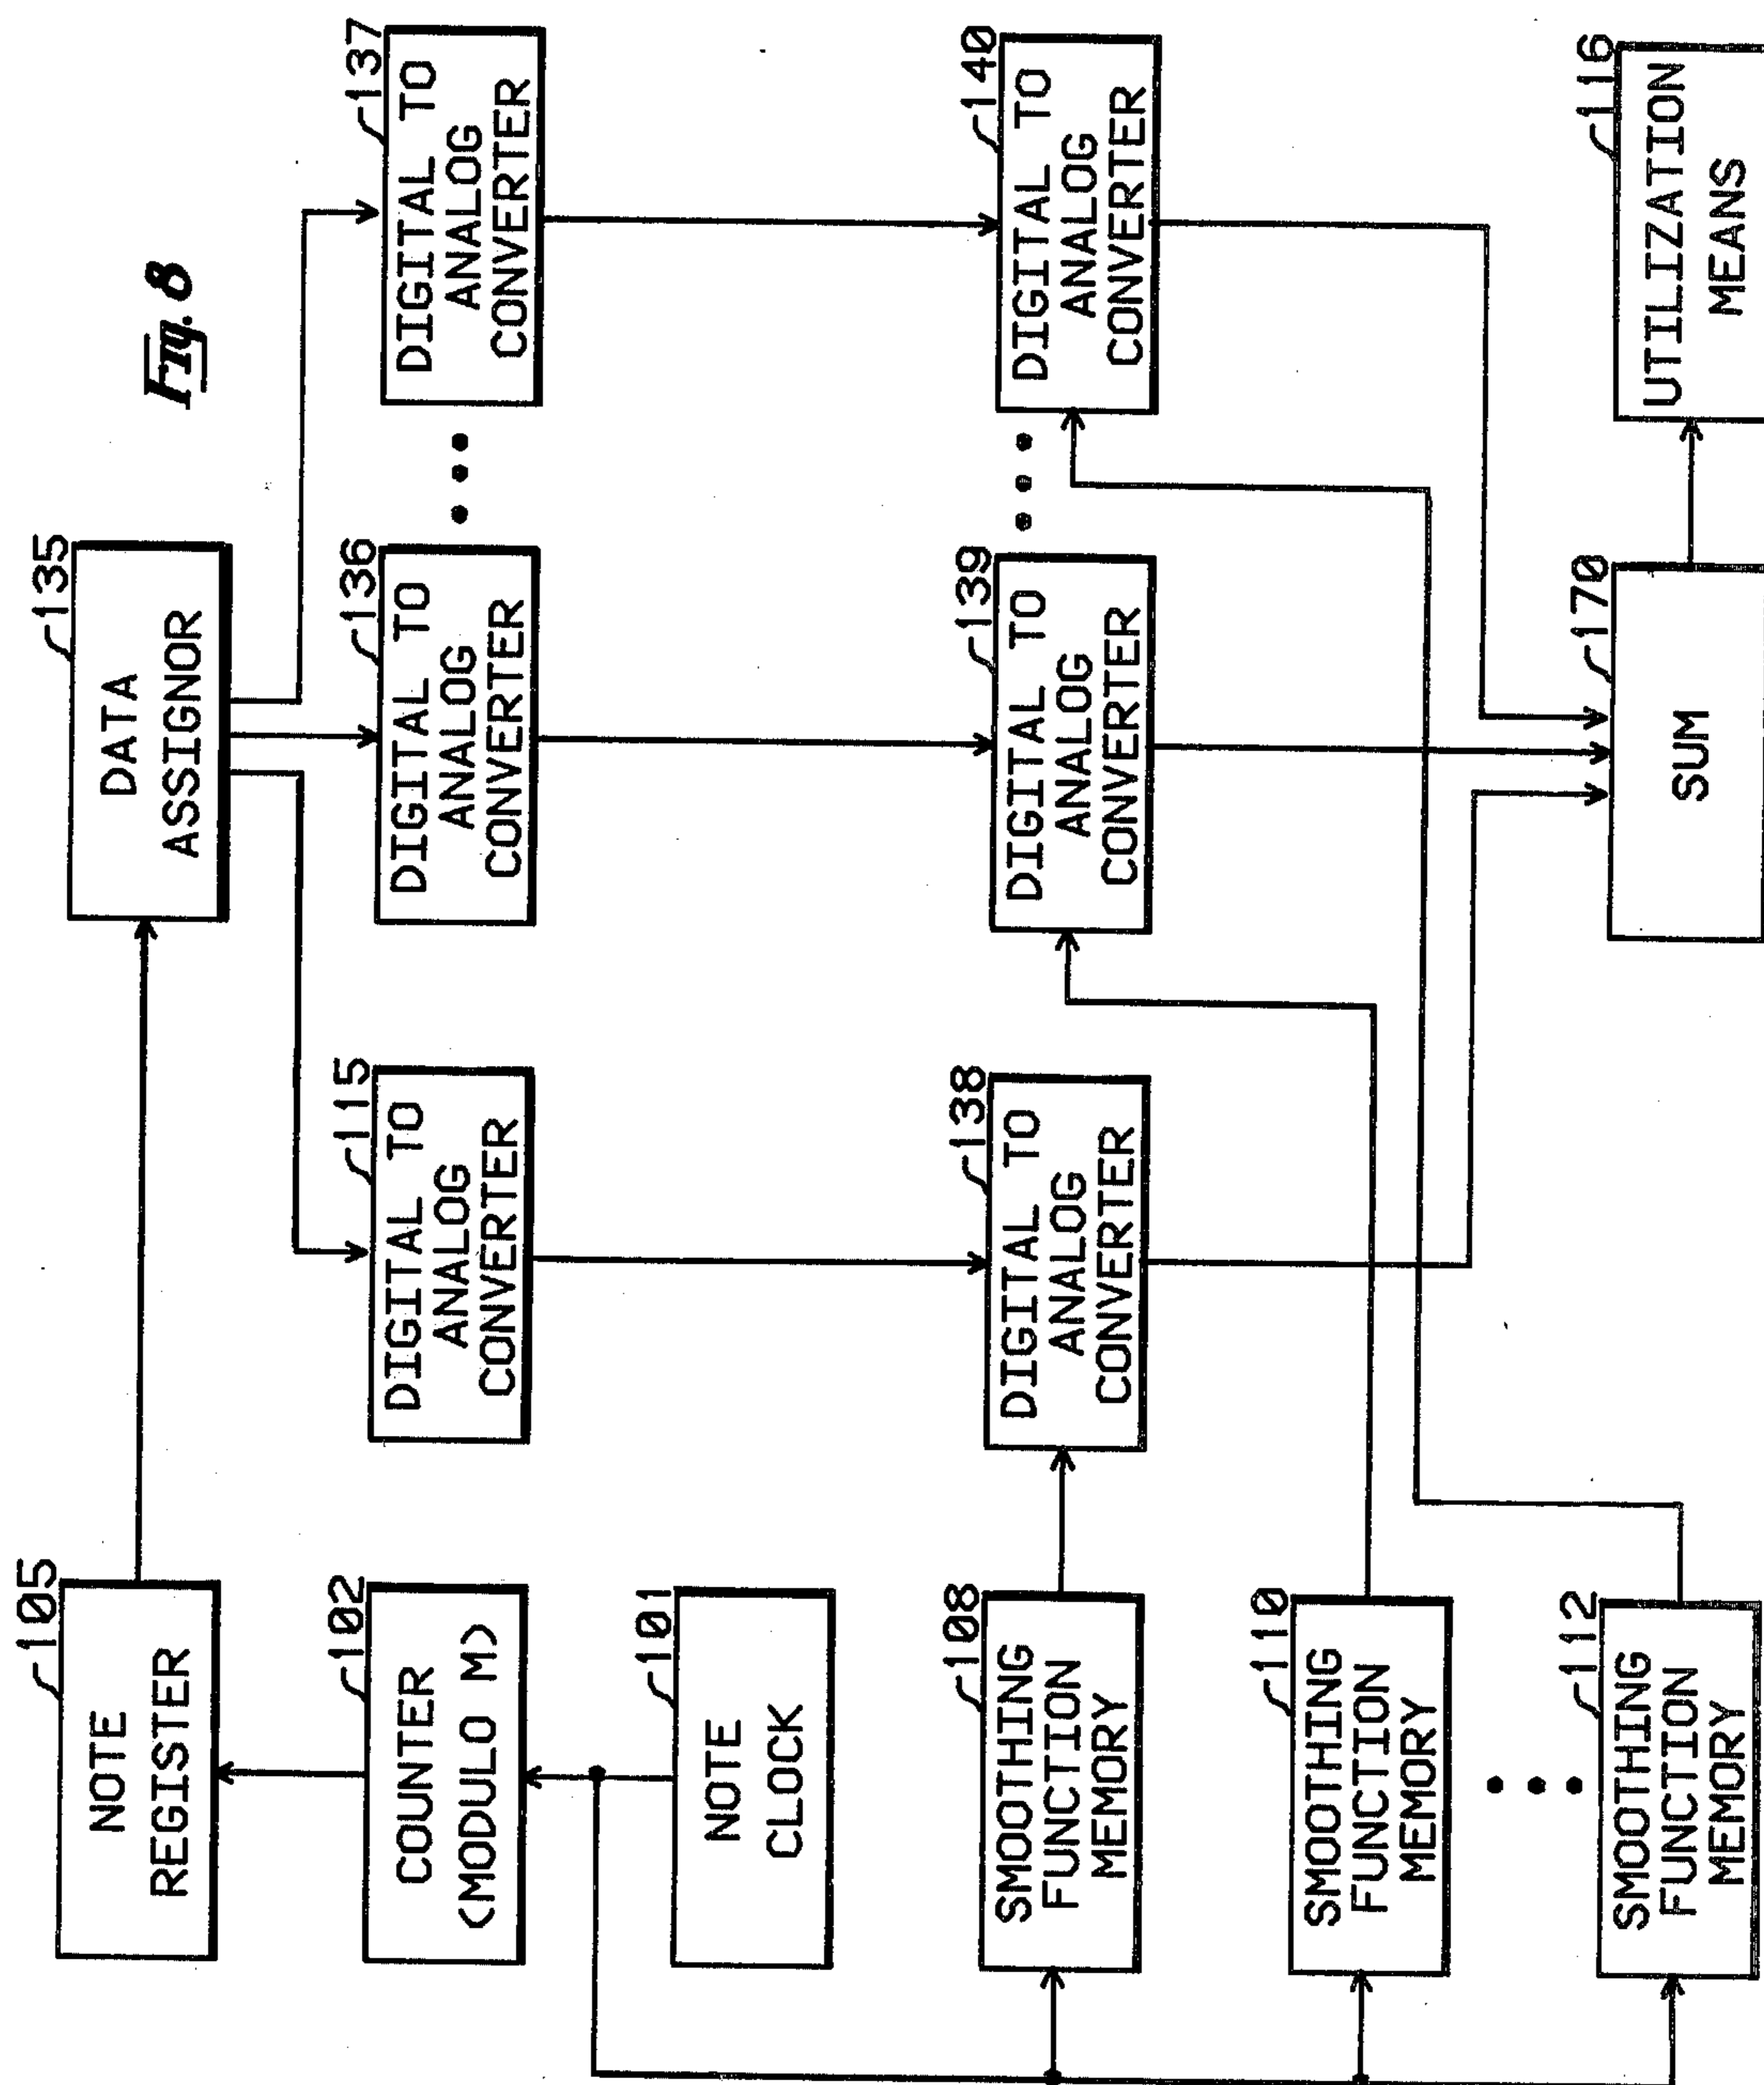 Fig. 8
105
NOTE
REGISTER
102
COUNTER
(MODULO M)
101
NOTE
CLOCK
108
SMOOTHING
FUNCTION
MEMORY
110
SMOOTHING
FUNCTION
MEMORY
112
SMOOTHING
FUNCTION
MEMORY
115
DIGITAL TO
ANALOG
CONVERTER
138
DIGITAL TO
ANALOG
CONVERTER
135
DATA
ASSIGNOR
136
DIGITAL TO
ANALOG
CONVERTER
139
DIGITAL TO
ANALOG
CONVERTER
170
SUM
137
DIGITAL TO
ANALOG
CONVERTER
140
DIGITAL TO
ANALOG
CONVERTER
116
UTILIZATION
MEANS